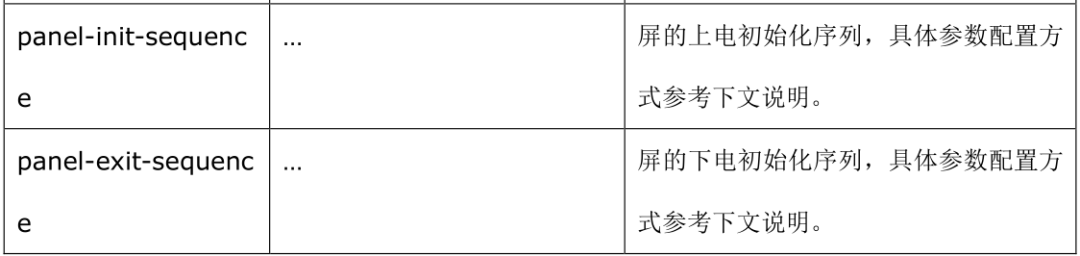 panel-init-sequenc
e
...
屏的上电初始化序列，具体参数配置方
式参考下文说明。
panel-exit-sequenc
e
...
屏的下电初始化序列，具体参数配置方
式参考下文说明。